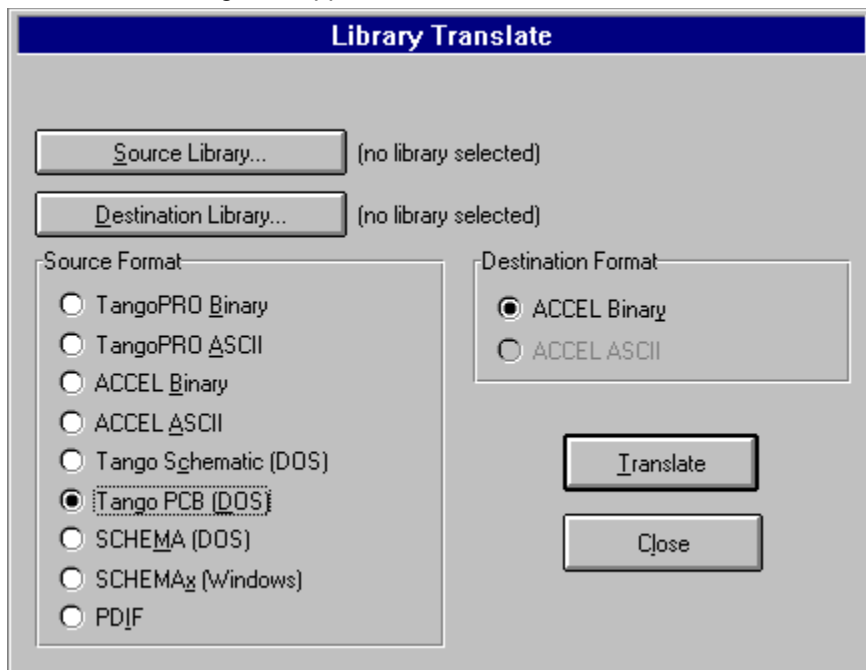 Library Translate
Source Library... (no library selected)
Destination Library... (no library selected)
Source Format
TangoPRO Binary
TangoPRO ASCII
ACCEL Binary
ACCEL ASCII
Tango Schematic (DOS)
Tango PCB (DOS)
SCHEMA (DOS)
SCHEMAx (Windows)
PDIF
Destination Format
ACCEL Binary
ACCEL ASCII
Translate
Close